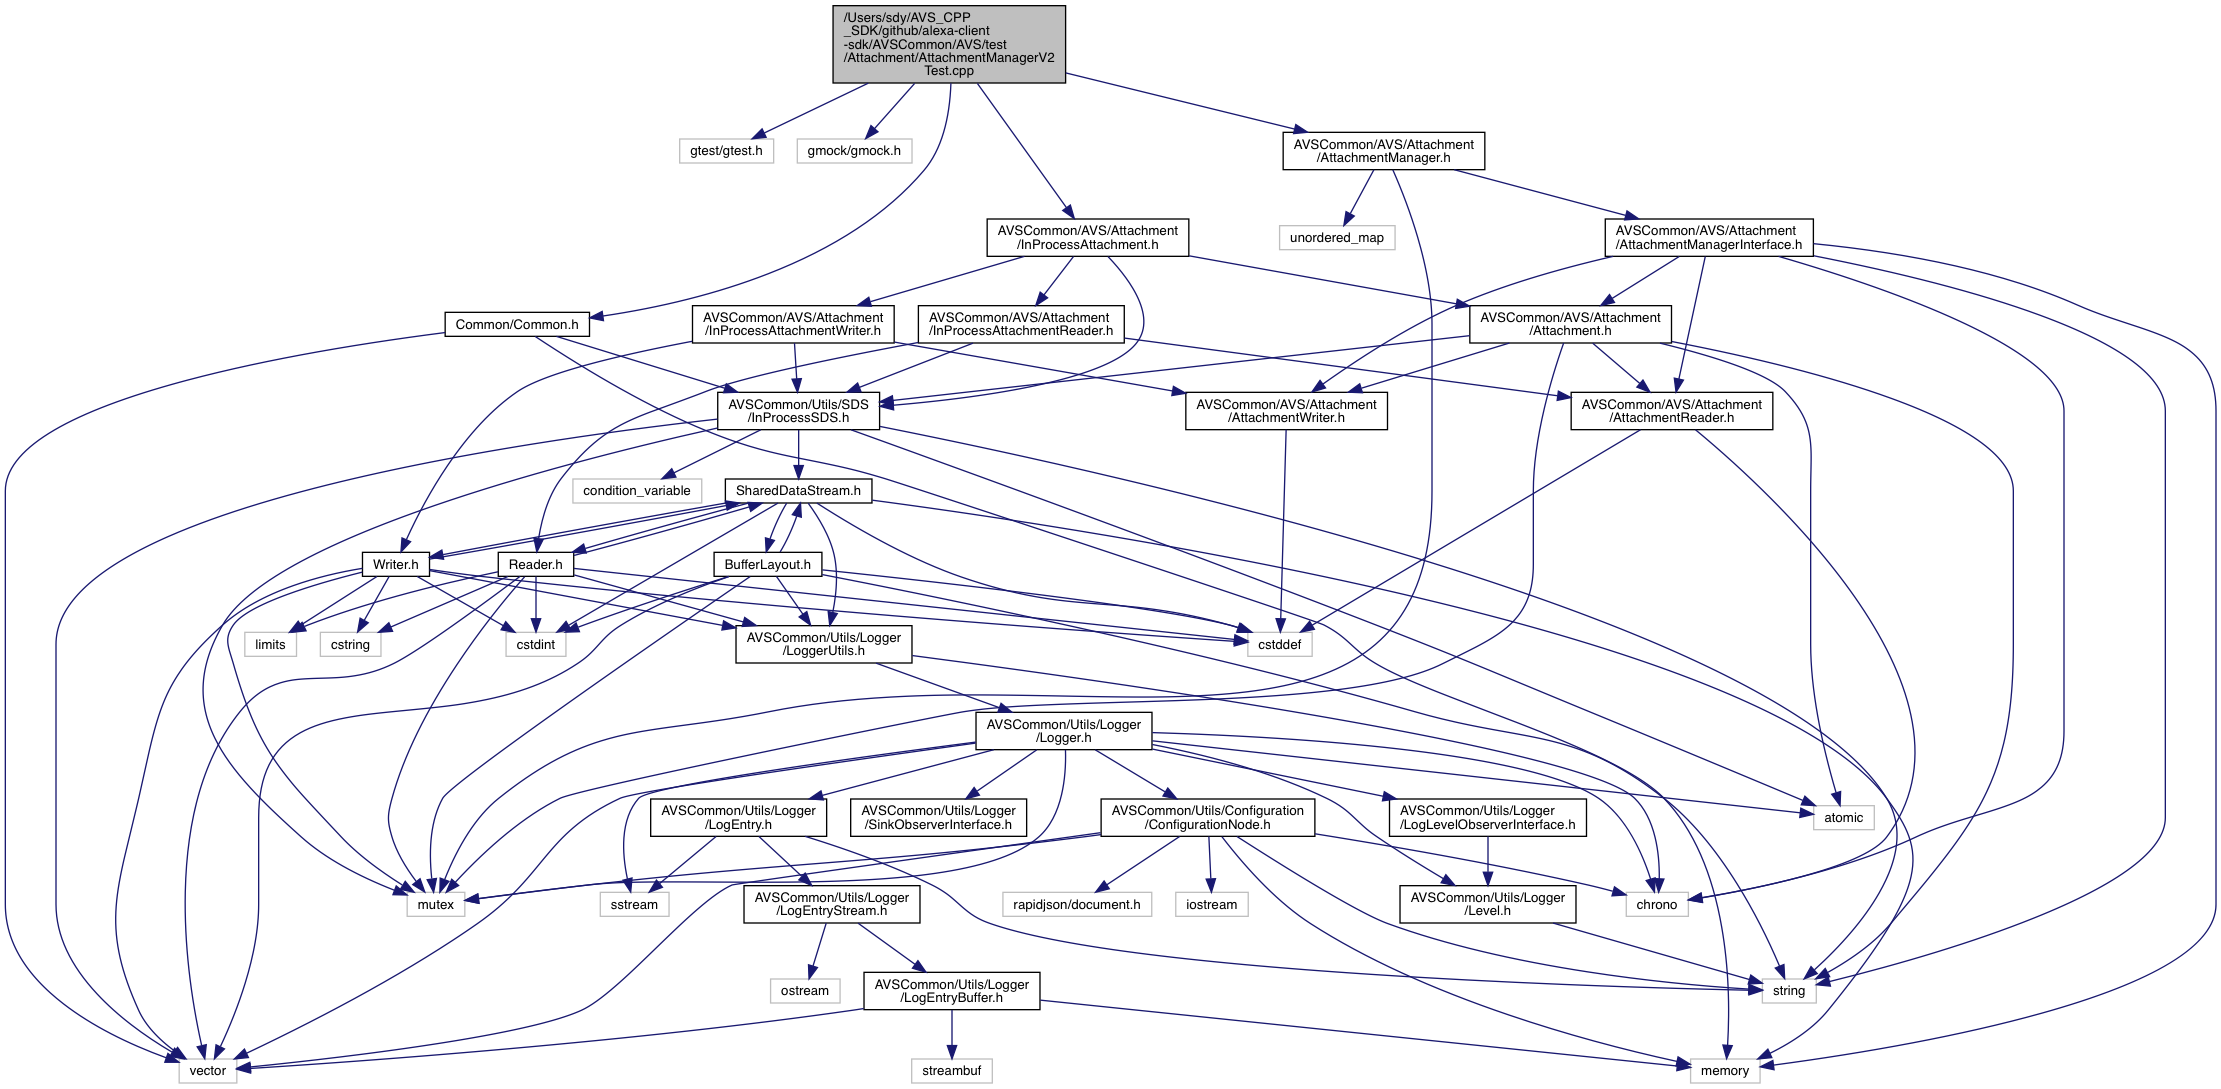 /Users/sdy/AVS_CPP
_SDK/github/alexa-client
-sdk/AVSCommon/AVS/test
/Attachment/AttachmentManagerV2
Test.cpp
gtest/gtest.h
gmock/gmock.h
AVSCommon/AVS/Attachment
/AttachmentManager.h
AVSCommon/AVS/Attachment
/InProcessAttachment.h
unordered_map
AVSCommon/AVS/Attachment
/AttachmentManagerInterface.h
Common/Common.h
AVSCommon/AVS/Attachment
/InProcessAttachmentWriter.h
AVSCommon/AVS/Attachment
/InProcessAttachmentReader.h
AVSCommon/AVS/Attachment
/Attachment.h
AVSCommon/Utils/SDS
/InProcessSDS.h
AVSCommon/AVS/Attachment
/AttachmentWriter.h
AVSCommon/AVS/Attachment
/AttachmentReader.h
condition_variable
SharedDataStream.h
Writer.h
Reader.h
BufferLayout.h
limits
cstring
cstdint
AVSCommon/Utils/Logger
/LoggerUtils.h
cstddef
AVSCommon/Utils/Logger
/Logger.h
AVSCommon/Utils/Logger
/LogEntry.h
AVSCommon/Utils/Logger
/SinkObserverInterface.h
AVSCommon/Utils/Configuration
/ConfigurationNode.h
AVSCommon/Utils/Logger
/LogLevelObserverInterface.h
atomic
mutex
sstream
AVSCommon/Utils/Logger
/LogEntryStream.h
rapidjson/document.h
iostream
AVSCommon/Utils/Logger
/Level.h
chrono
ostream
AVSCommon/Utils/Logger
/LogEntryBuffer.h
string
vector
streambuf
memory